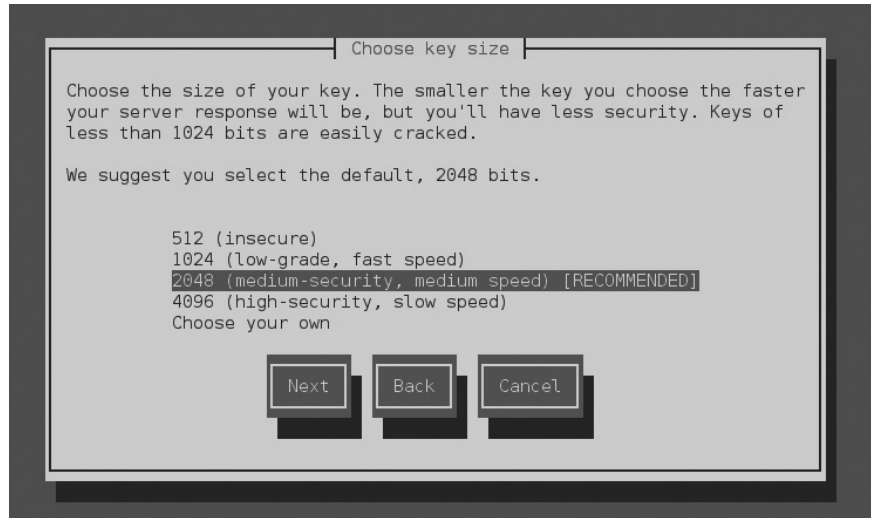 Choose key size
Choose the size of your key. The smaller the key you choose the faster
your server response will be, but you'll have less security. Keys of
less than 1024 bits are easily cracked.
We suggest you select the default, 2048 bits.
512 (insecure)
1024 (low-grade, fast speed)
2048 (medium-security, medium speed) [RECOMMENDED]
4096 (high-security, slow speed)
Choose your own
Next Back Cancel